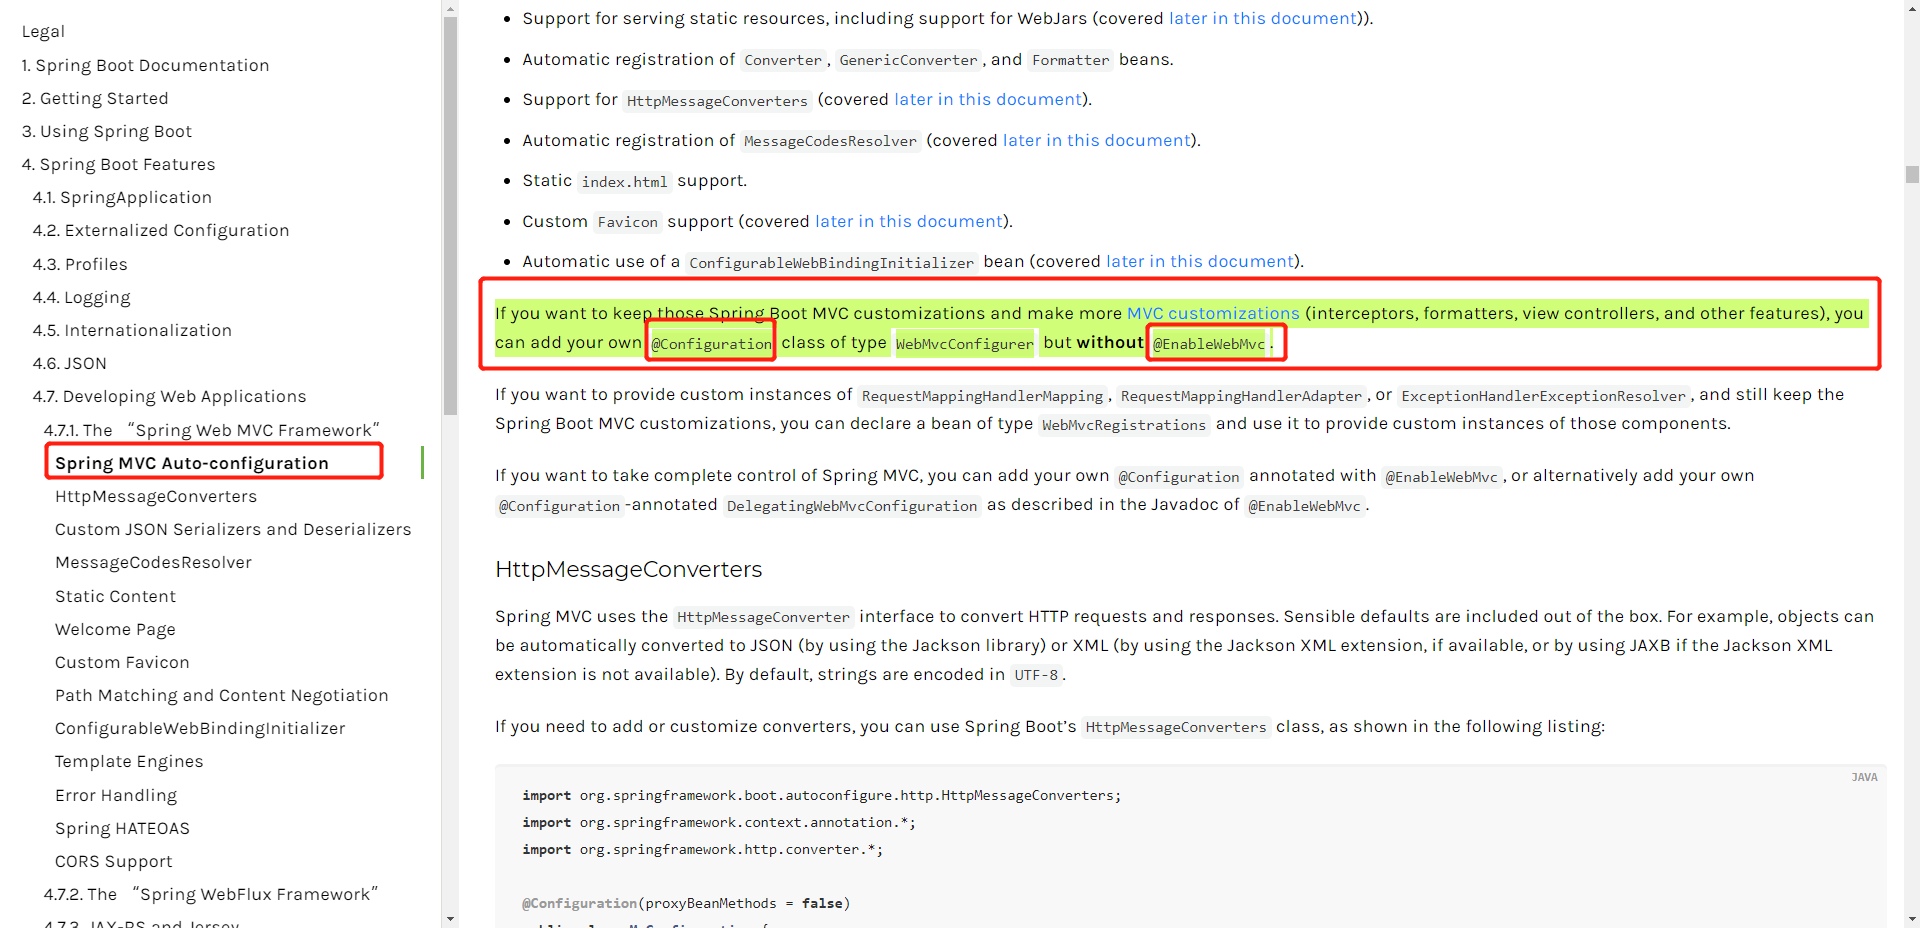 Legal
1. Spring Boot Documentation
2. Getting Started
3. Using Spring Boot
4. Spring Boot Features
4.1. SpringApplication
4.2. Externalized Configuration
4.3. Profiles
4.4. Logging
4.5. Internationalization
4.6. JSON
4.7. Developing Web Applications
4.7.1. The “Spring Web MVC Framework”
Spring MVC Auto-configuration
HttpMessageConverters
Custom JSON Serializers and Deserializers
MessageCodesResolver
Static Content
Welcome Page
Custom Favicon
Path Matching and Content Negotiation
ConfigurableWebBindingInitializer
Template Engines
Error Handling
Spring HATEOAS
CORS Support
4.7.2. The “Spring WebFlux Framework”
4.7.3. JAX-RS and Jersey
• Support for serving static resources, including support for WebJars (covered later in this document)).
• Automatic registration of Converter, GenericConverter, and Formatter beans.
• Support for HttpMessageConverters (covered later in this document).
• Automatic registration of MessageCodesResolver (covered later in this document).
• Static index.html support.
• Custom Favicon support (covered later in this document).
• Automatic use of a ConfigurableWebBindingInitializer bean (covered later in this document).
If you want to keep those Spring Boot MVC customizations and make more MVC customizations (interceptors, formatters, view controllers, and other features), you
can add your own @Configuration class of type WebMvcConfigurer but without @EnableWebMvc.
If you want to provide custom instances of RequestMappingHandlerMapping, RequestMappingHandlerAdapter, or ExceptionHandlerExceptionResolver, and still keep the
Spring Boot MVC customizations, you can declare a bean of type WebMvcRegistrations and use it to provide custom instances of those components.
If you want to take complete control of Spring MVC, you can add your own @Configuration annotated with @EnableWebMvc, or alternatively add your own
@Configuration-annotated DelegatingWebMvcConfiguration as described in the Javadoc of @EnableWebMvc.
HttpMessageConverters
Spring MVC uses the HttpMessageConverter interface to convert HTTP requests and responses. Sensible defaults are included out of the box. For example, objects can
be automatically converted to JSON (by using the Jackson library) or XML (by using the Jackson XML extension, if available, or by using JAXB if the Jackson XML
extension is not available). By default, strings are encoded in UTF-8.
If you need to add or customize converters, you can use Spring Boot’s HttpMessageConverters class, as shown in the following listing:
JAVA
import org.springframework.boot.autoconfigure.http.HttpMessageConverters;
import org.springframework.context.annotation.*;
import org.springframework.http.converter.*;
@Configuration(proxyBeanMethods = false)